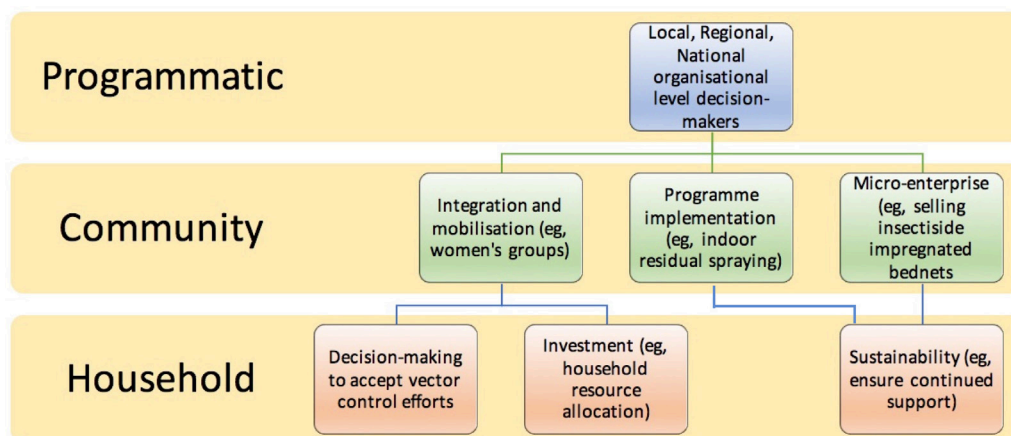 Programmatic
Local, Regional,
National
organisational
level decision-
makers
Community
Integration and
mobilisation (eg,
women's groups)
Programme
implementation
(eg, indoor
residual spraying)
Micro-enterprise
(eg, selling
insectiside
impregnated
bednets
Household
Decision-making
to accept vector
control efforts
Investment (eg,
household
resource
allocation)
Sustainability (eg,
ensure continued
support)